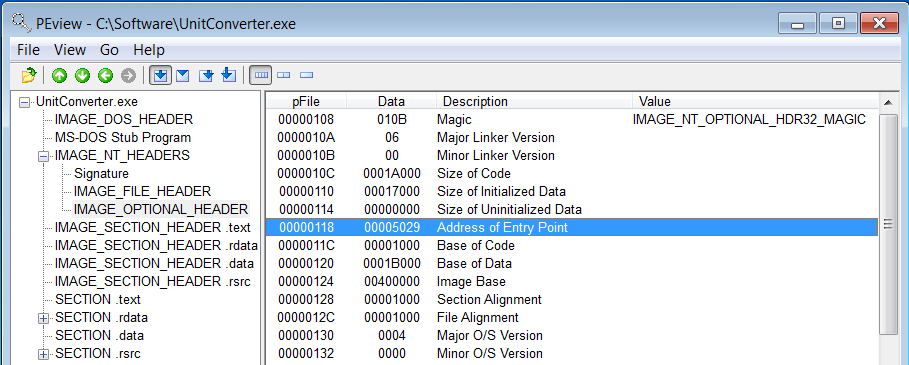 PEview - C:\Software\UnitConverter.exe
File View Go Help
UnitConverter.exe
IMAGE_DOS_HEADER
MS-DOS Stub Program
IMAGE_NT_HEADERS
Signature
IMAGE_FILE_HEADER
IMAGE_OPTIONAL_HEADER
IMAGE_SECTION_HEADER .text
IMAGE_SECTION_HEADER .rdata
IMAGE_SECTION_HEADER .data
IMAGE_SECTION_HEADER .rsrc
SECTION .text
SECTION .rdata
SECTION .data
SECTION .rsrc
pFile Data Description Value
00000108 010B Magic IMAGE_NT_OPTIONAL_HDR32_MAGIC
0000010A 06 Major Linker Version
0000010B 00 Minor Linker Version
0000010C 0001A000 Size of Code
00000110 00017000 Size of Initialized Data
00000114 00000000 Size of Uninitialized Data
00000118 00005029 Address of Entry Point
0000011C 00001000 Base of Code
00000120 0001B000 Base of Data
00000124 00400000 Image Base
00000128 00001000 Section Alignment
0000012C 00001000 File Alignment
00000130 0004 Major O/S Version
00000132 0000 Minor O/S Version